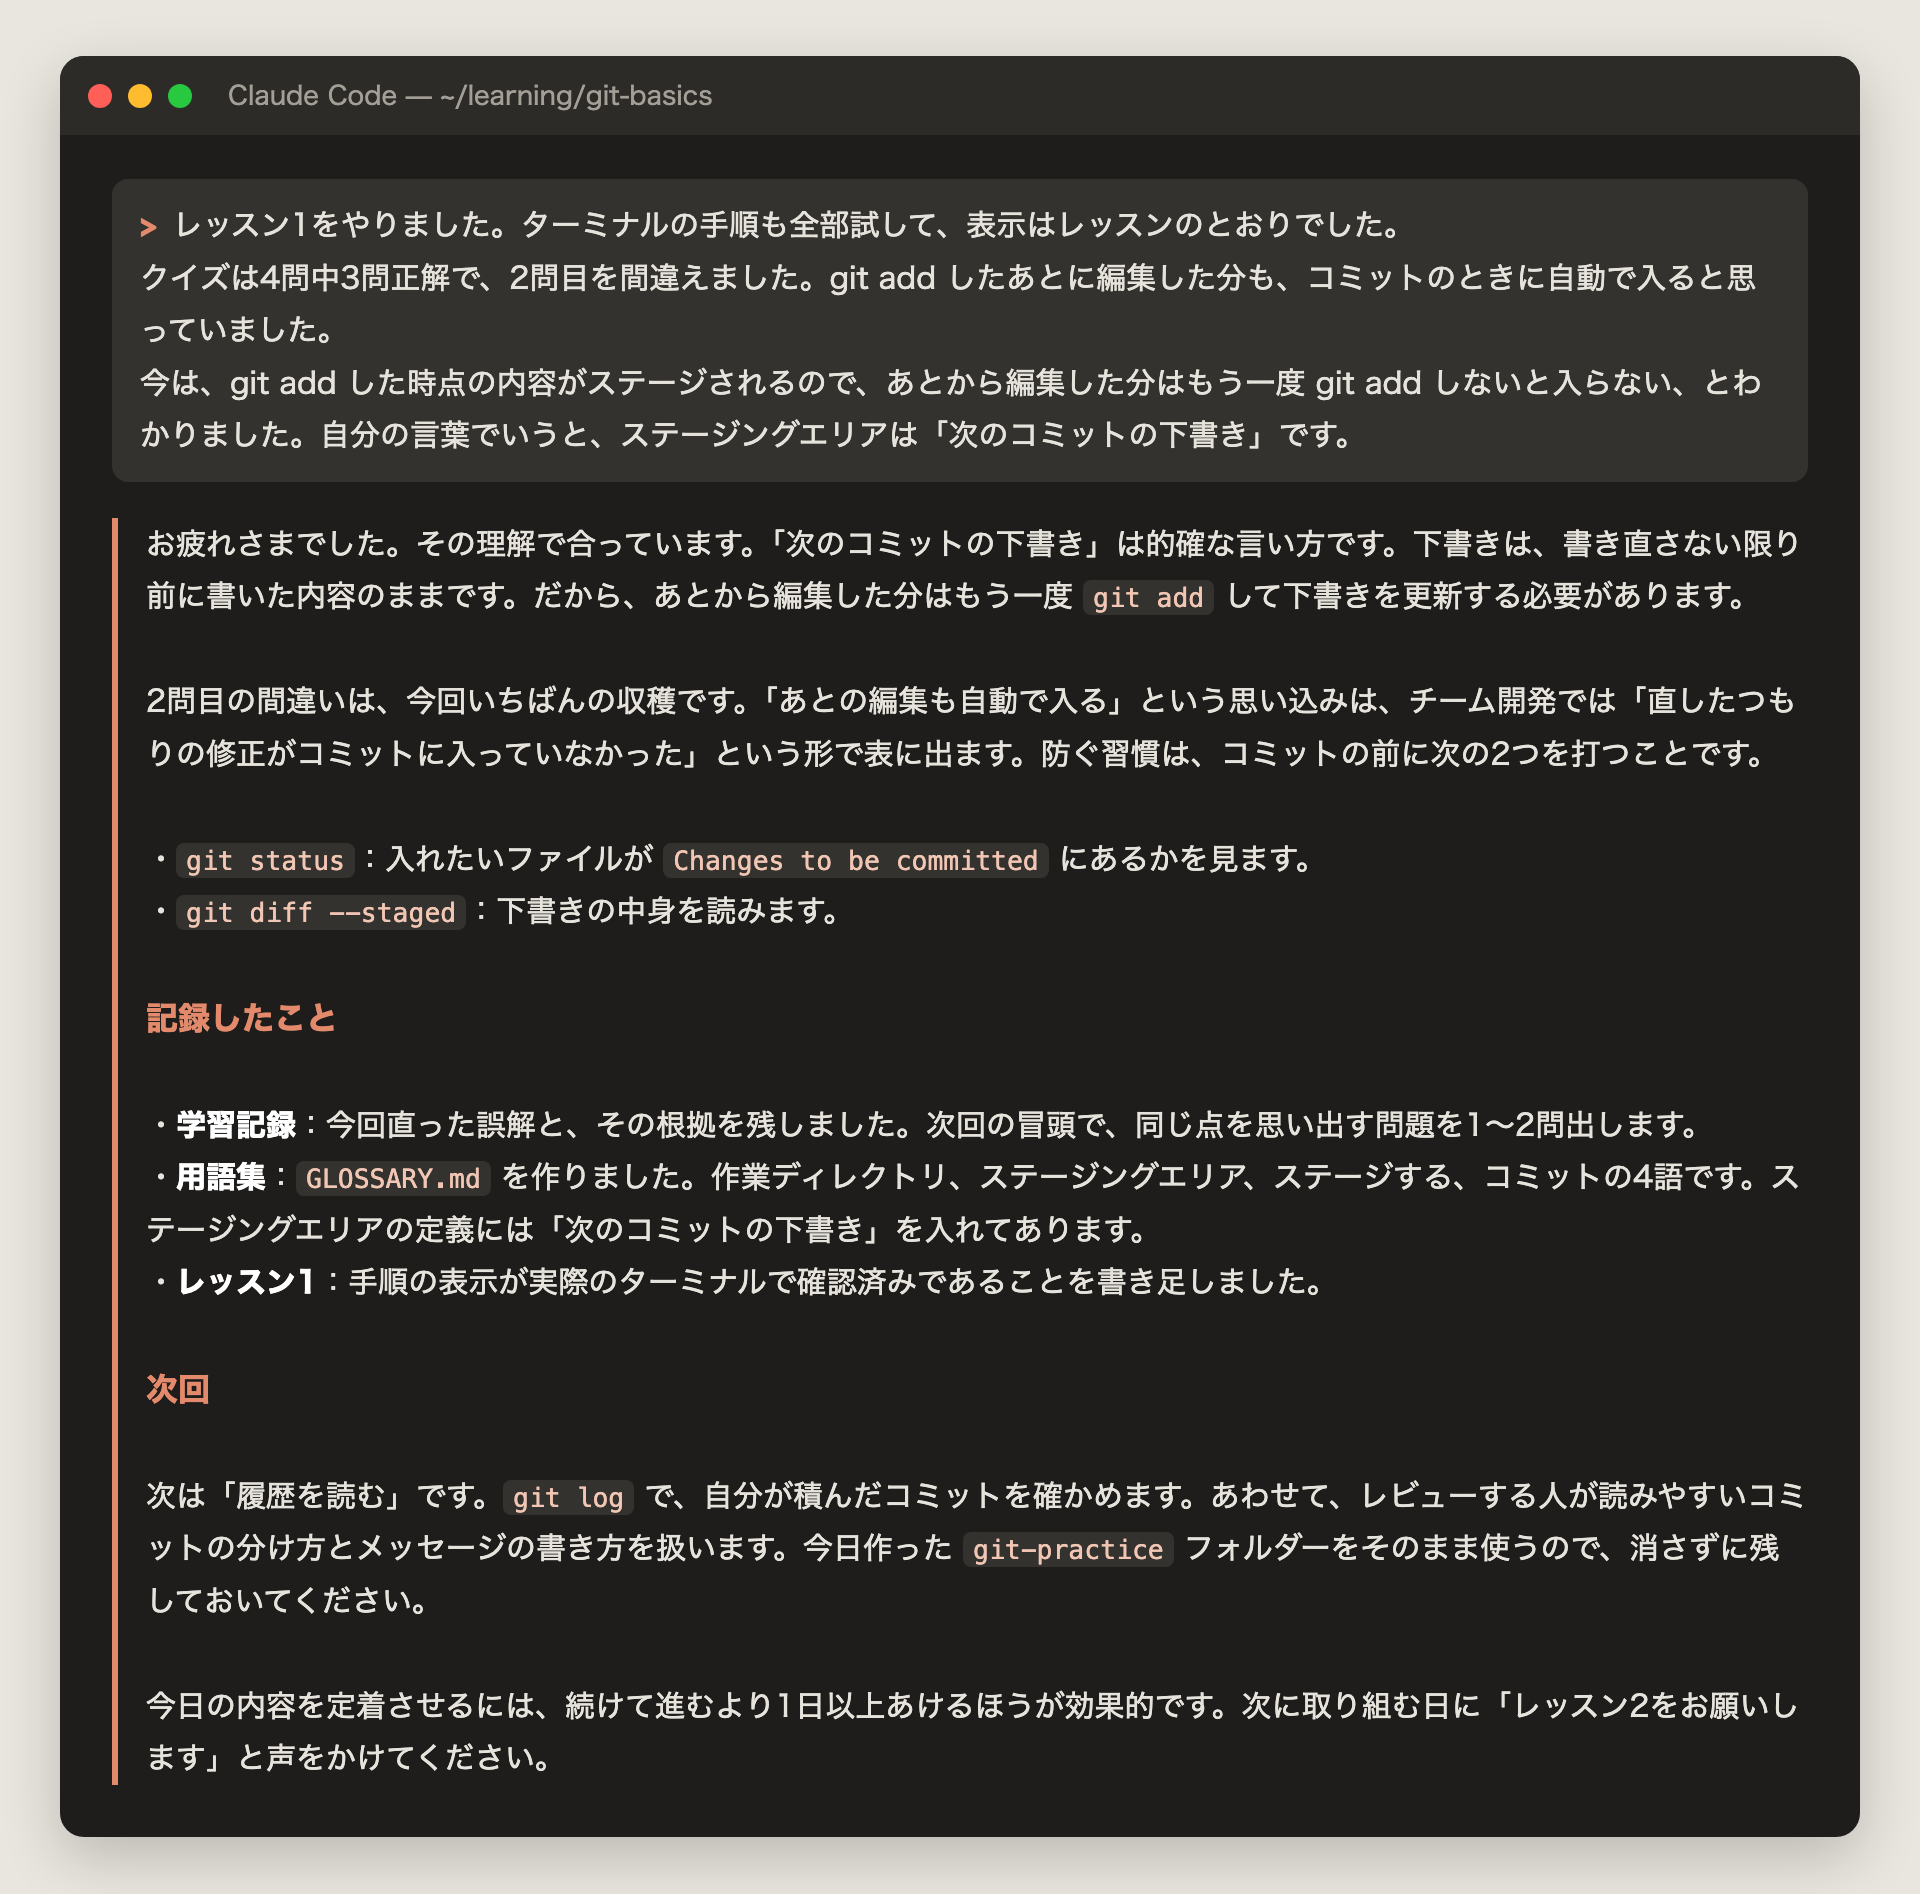 Claude Code — ~/learning/git-basics
> レッスン1をやりました。ターミナルの手順も全部試して、表示はレッスンのとおりでした。
クイズは4問中3問正解で、2問目を間違えました。git add したあとに編集した分も、コミットのときに自動で入ると思
っていました。
今は、git add した時点の内容がステージされるので、あとから編集した分はもう一度 git add しないと入らない、とわ
かりました。自分の言葉でいうと、ステージングエリアは「次のコミットの下書き」です。
お疲れさまでした。その理解で合っています。「次のコミットの下書き」は的確な言い方です。下書きは、書き直さない限り
前に書いた内容のままです。だから、あとから編集した分はもう一度 git add して下書きを更新する必要があります。
2問目の間違いは、今回いちばんの収穫です。「あとの編集も自動で入る」という思い込みは、チーム開発では「直したつも
りの修正がコミットに入っていなかった」という形で表に出ます。防ぐ習慣は、コミットの前に次の2つを打つことです。
・git status：入れたいファイルが Changes to be committed にあるかを見ます。
・git diff --staged：下書きの中身を読みます。
記録したこと
・学習記録：今回直った誤解と、その根拠を残しました。次回の冒頭で、同じ点を思い出す問題を1〜2問出します。
・用語集：GLOSSARY.md を作りました。作業ディレクトリ、ステージングエリア、ステージする、コミットの4語です。ス
テージングエリアの定義には「次のコミットの下書き」を入れてあります。
・レッスン1：手順の表示が実際のターミナルで確認済みであることを書き足しました。
次回
次は「履歴を読む」です。git log で、自分が積んだコミットを確かめます。あわせて、レビューする人が読みやすいコミ
ットの分け方とメッセージの書き方を扱います。今日作った git-practice フォルダーをそのまま使うので、消さずに残
しておいてください。
今日の内容を定着させるには、続けて進むより1日以上あけるほうが効果的です。次に取り組む日に「レッスン2をお願いし
ます」と声をかけてください。